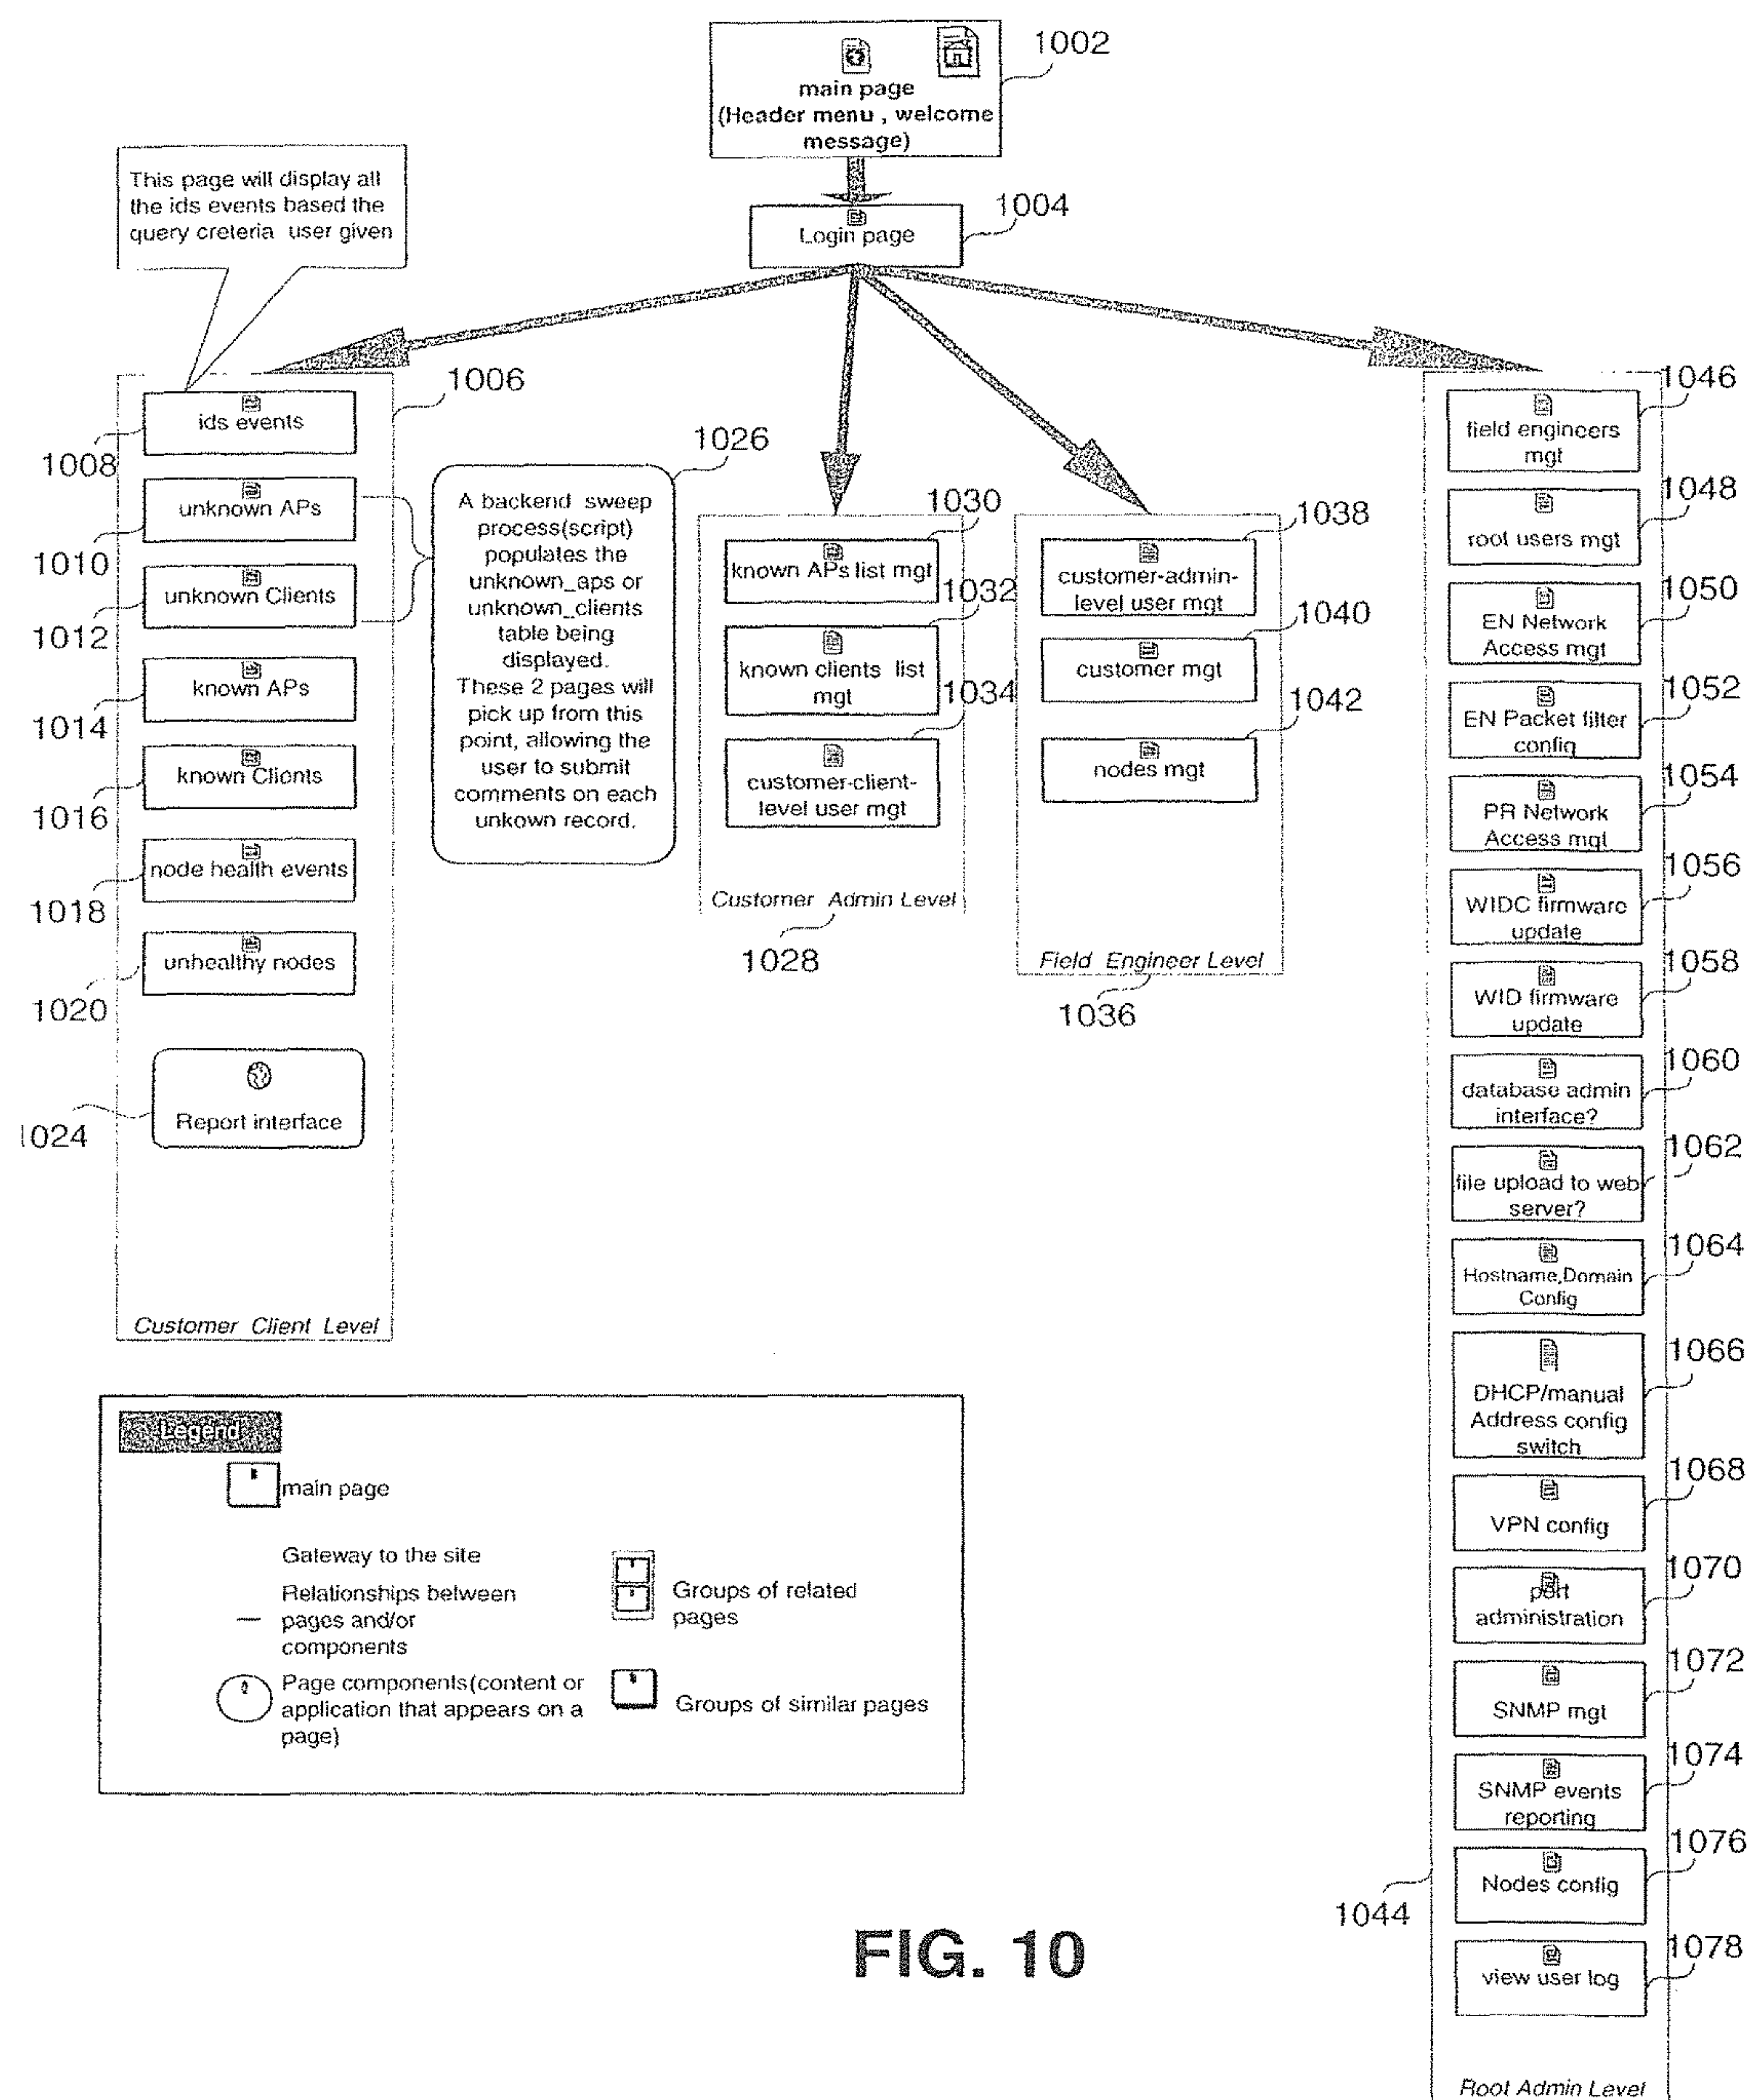 1002
main page
(Header menu , welcome
message)
1004
Login page
This page will display all
the ids events based the
query creteria user given
1006
ids events
1008
unknown APs
1010
unknown Clients
1012
known APs
1014
known Clients
1016
node health events
1018
unhealthy nodes
1020
Report interface
1024
Customer Client Level
1026
A backend sweep
process(script)
populates the
unknown_aps or
unknown_clients
table being
displayed.
These 2 pages will
pick up from this
point, allowing the
user to submit
comments on each
unkown record.
1030
known APs list mgt
1032
known clients list
mgt
1034
customer-client-
level user mgt
Customer Admin Level
1028
1038
customer-admin-
level user mgt
1040
customer mgt
1042
nodes mgt
Field Engineer Level
1036
1046
field engineers
mgt
1048
root users mgt
1050
EN Network
Access mgt
1052
EN Packet filter
config
1054
PR Network
Access mgt
1056
WIDC firmware
update
1058
WID firmware
update
1060
database admin
interface?
1062
file upload to web
server?
1064
Hostname,Domain
Config
1066
DHCP/manual
Address config
switch
1068
VPN config
1070
port
administration
1072
SNMP mgt
1074
SNMP events
reporting
1076
Nodes config
1044
1078
view user log
Root Admin Level
Legend
main page
Gateway to the site
Relationships between
pages and/or
components
Page components(content or
application that appears on a
page)
Groups of related
pages
Groups of similar pages
FIG. 10